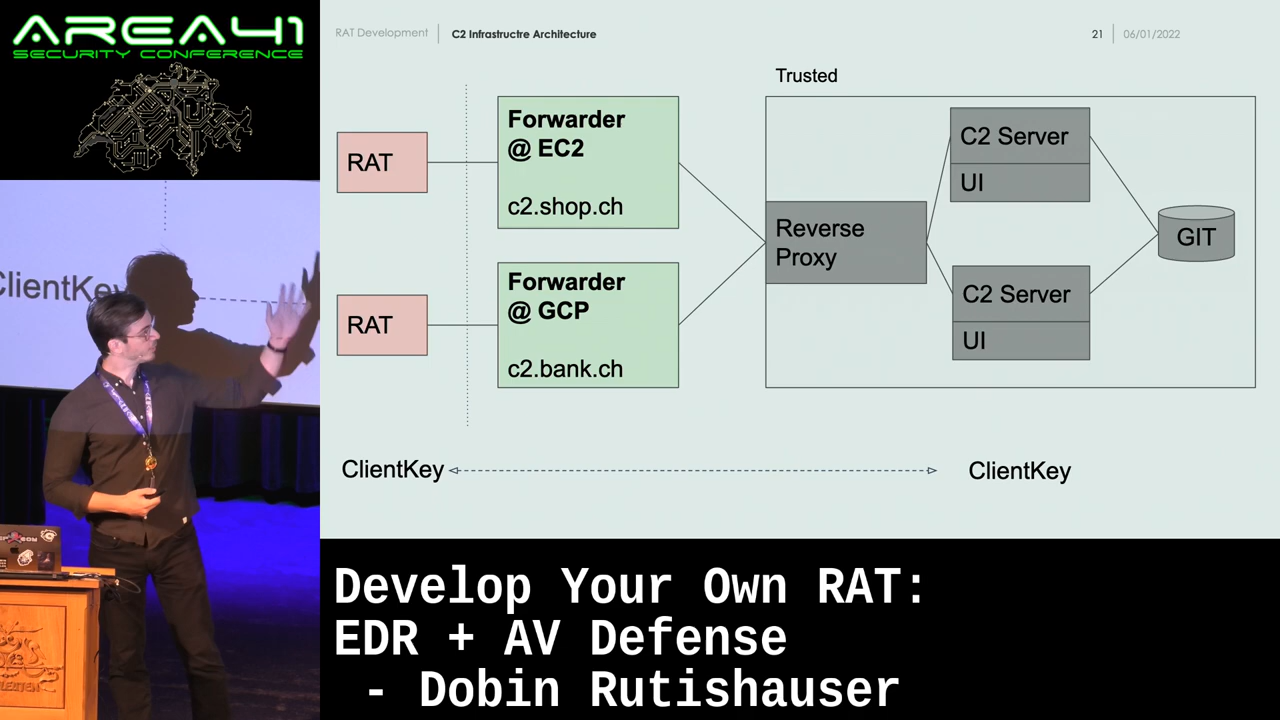 AREA41
SECURITY CONFERENCE
RAT Development
C2 Infrastructre Architecture
21
06/01/2022
Trusted
RAT
Forwarder
@ EC2
c2.shop.ch
RAT
Forwarder
@ GCP
c2.bank.ch
Reverse
Proxy
C2 Server
UI
C2 Server
UI
GIT
ClientKey
ClientKey
ClientKey
Develop Your Own RAT:
EDR + AV Defense
- Dobin Rutishauser